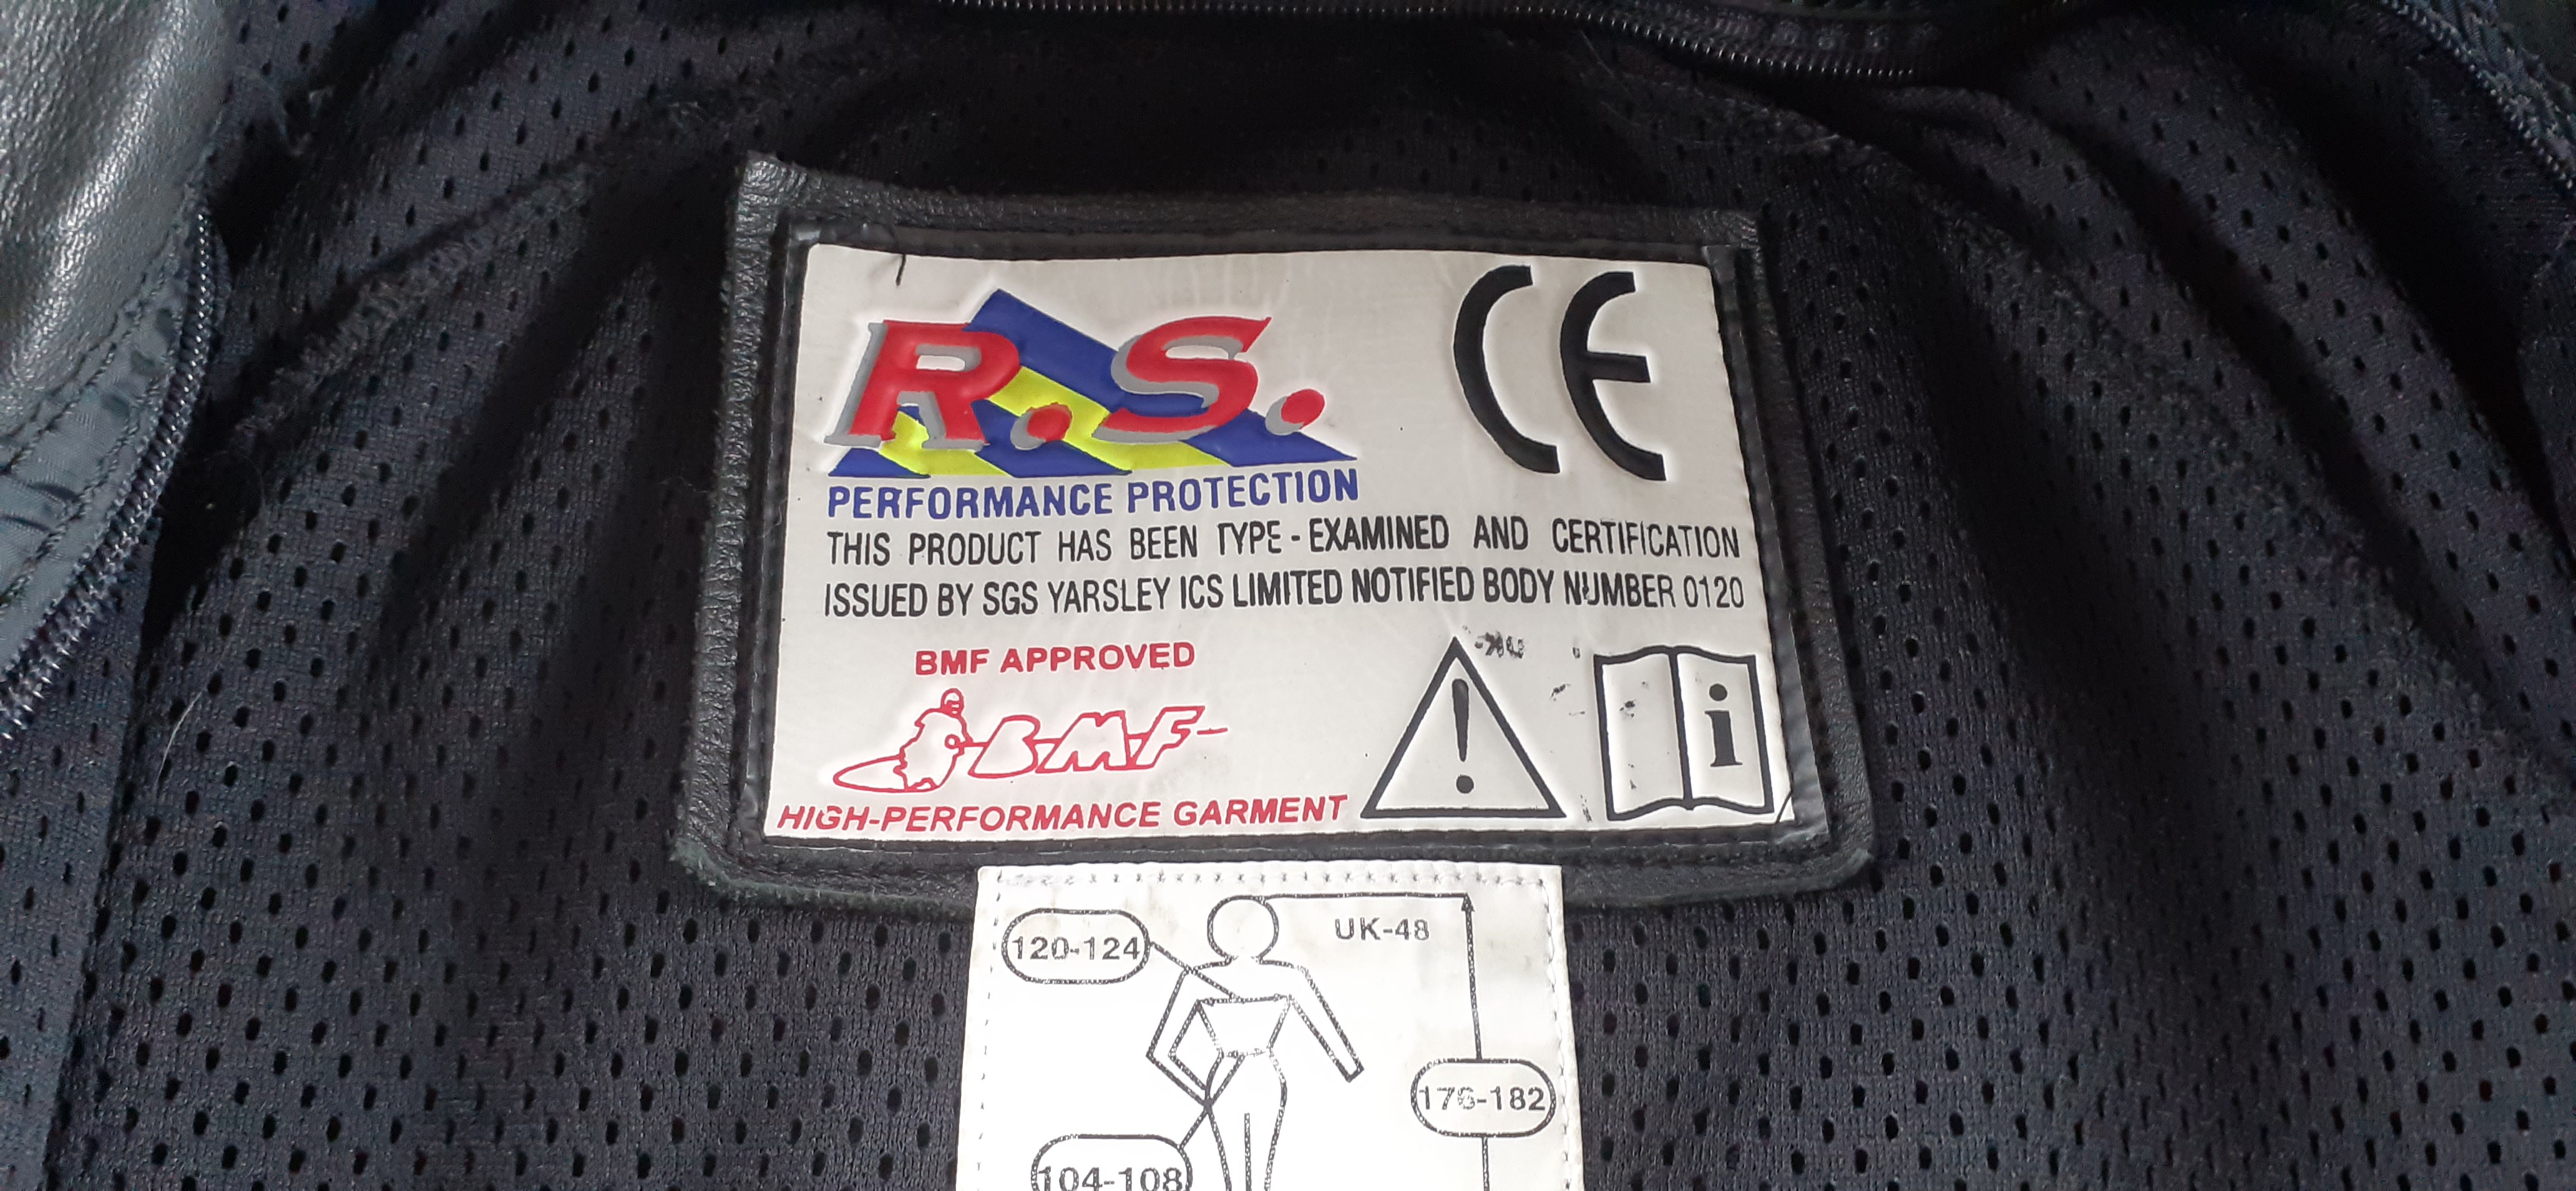 R.S.
CE
PERFORMANCE PROTECTION
THIS PRODUCT HAS BEEN TYPE-EXAMINED AND CERTIFICATION
ISSUED BY SGS YARSLEY ICS LIMITED NOTIFIED BODY NUMBER 0120
BMF APPROVED
BMF
HIGH-PERFORMANCE GARMENT
!
i
UK-48
120-124
176-182
104-108